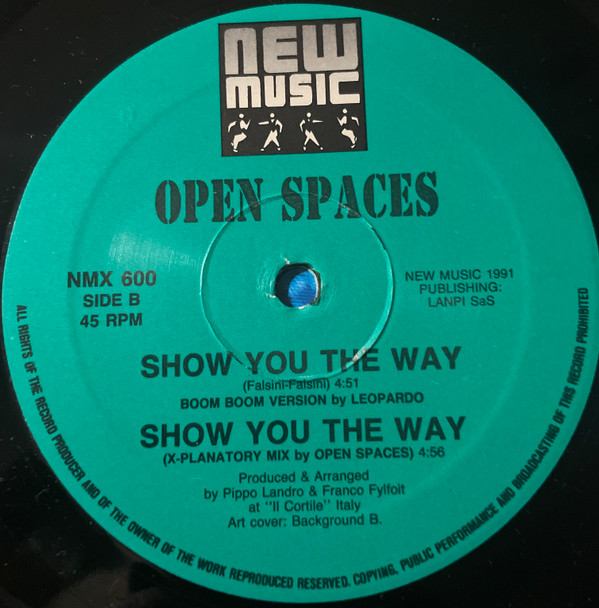 NEW
MUSIC
OPEN SPACES
NMX 600
SIDE B
45 RPM
NEW MUSIC 1991
PUBLISHING:
LANPI SaS
SHOW YOU THE WAY
(Falsini-Falsini) 4:51
BOOM BOOM VERSION by LEOPARDO
SHOW YOU THE WAY
(X-PLANATORY MIX by OPEN SPACES) 4:56
Produced & Arranged
by Pippo Landro & Franco Fylfoit
at "Il Cortile" Italy
Art cover: Background B.
ALL RIGHTS OF THE RECORD PRODUCER AND OF THE OWNER OF THE WORK REPRODUCED RESERVED. COPYING, PUBLIC PERFORMANCE AND BROADCASTING OF THIS RECORD PROHIBITED